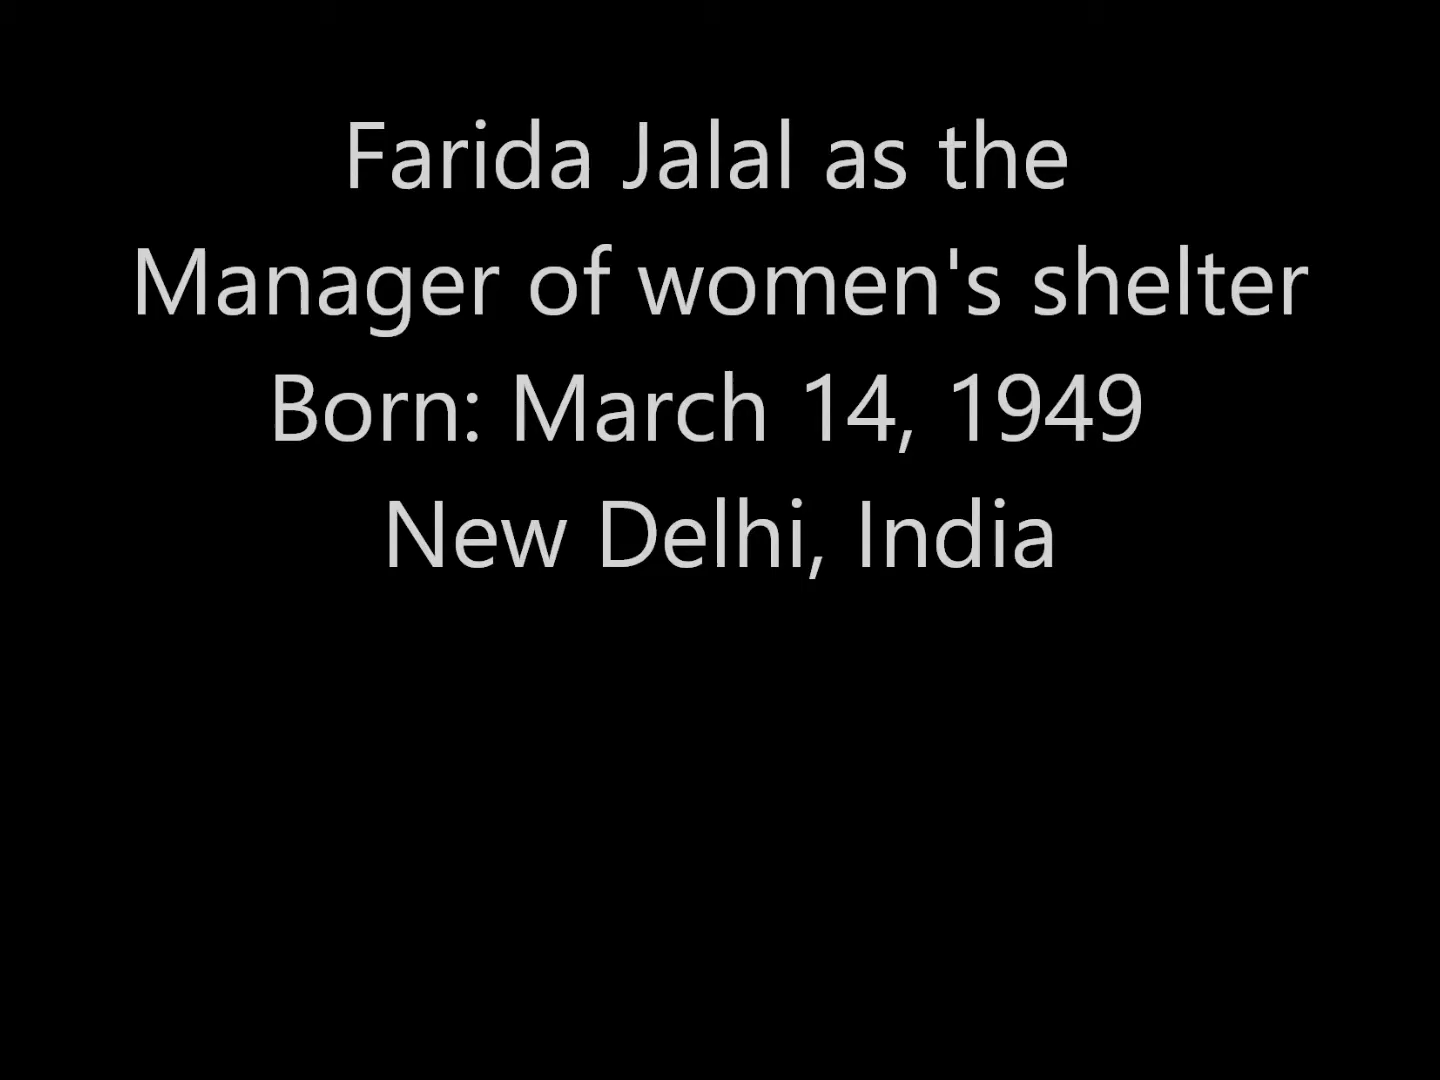 Farida Jalal as the
Manager of women's shelter
Born: March 14, 1949
New Delhi, India